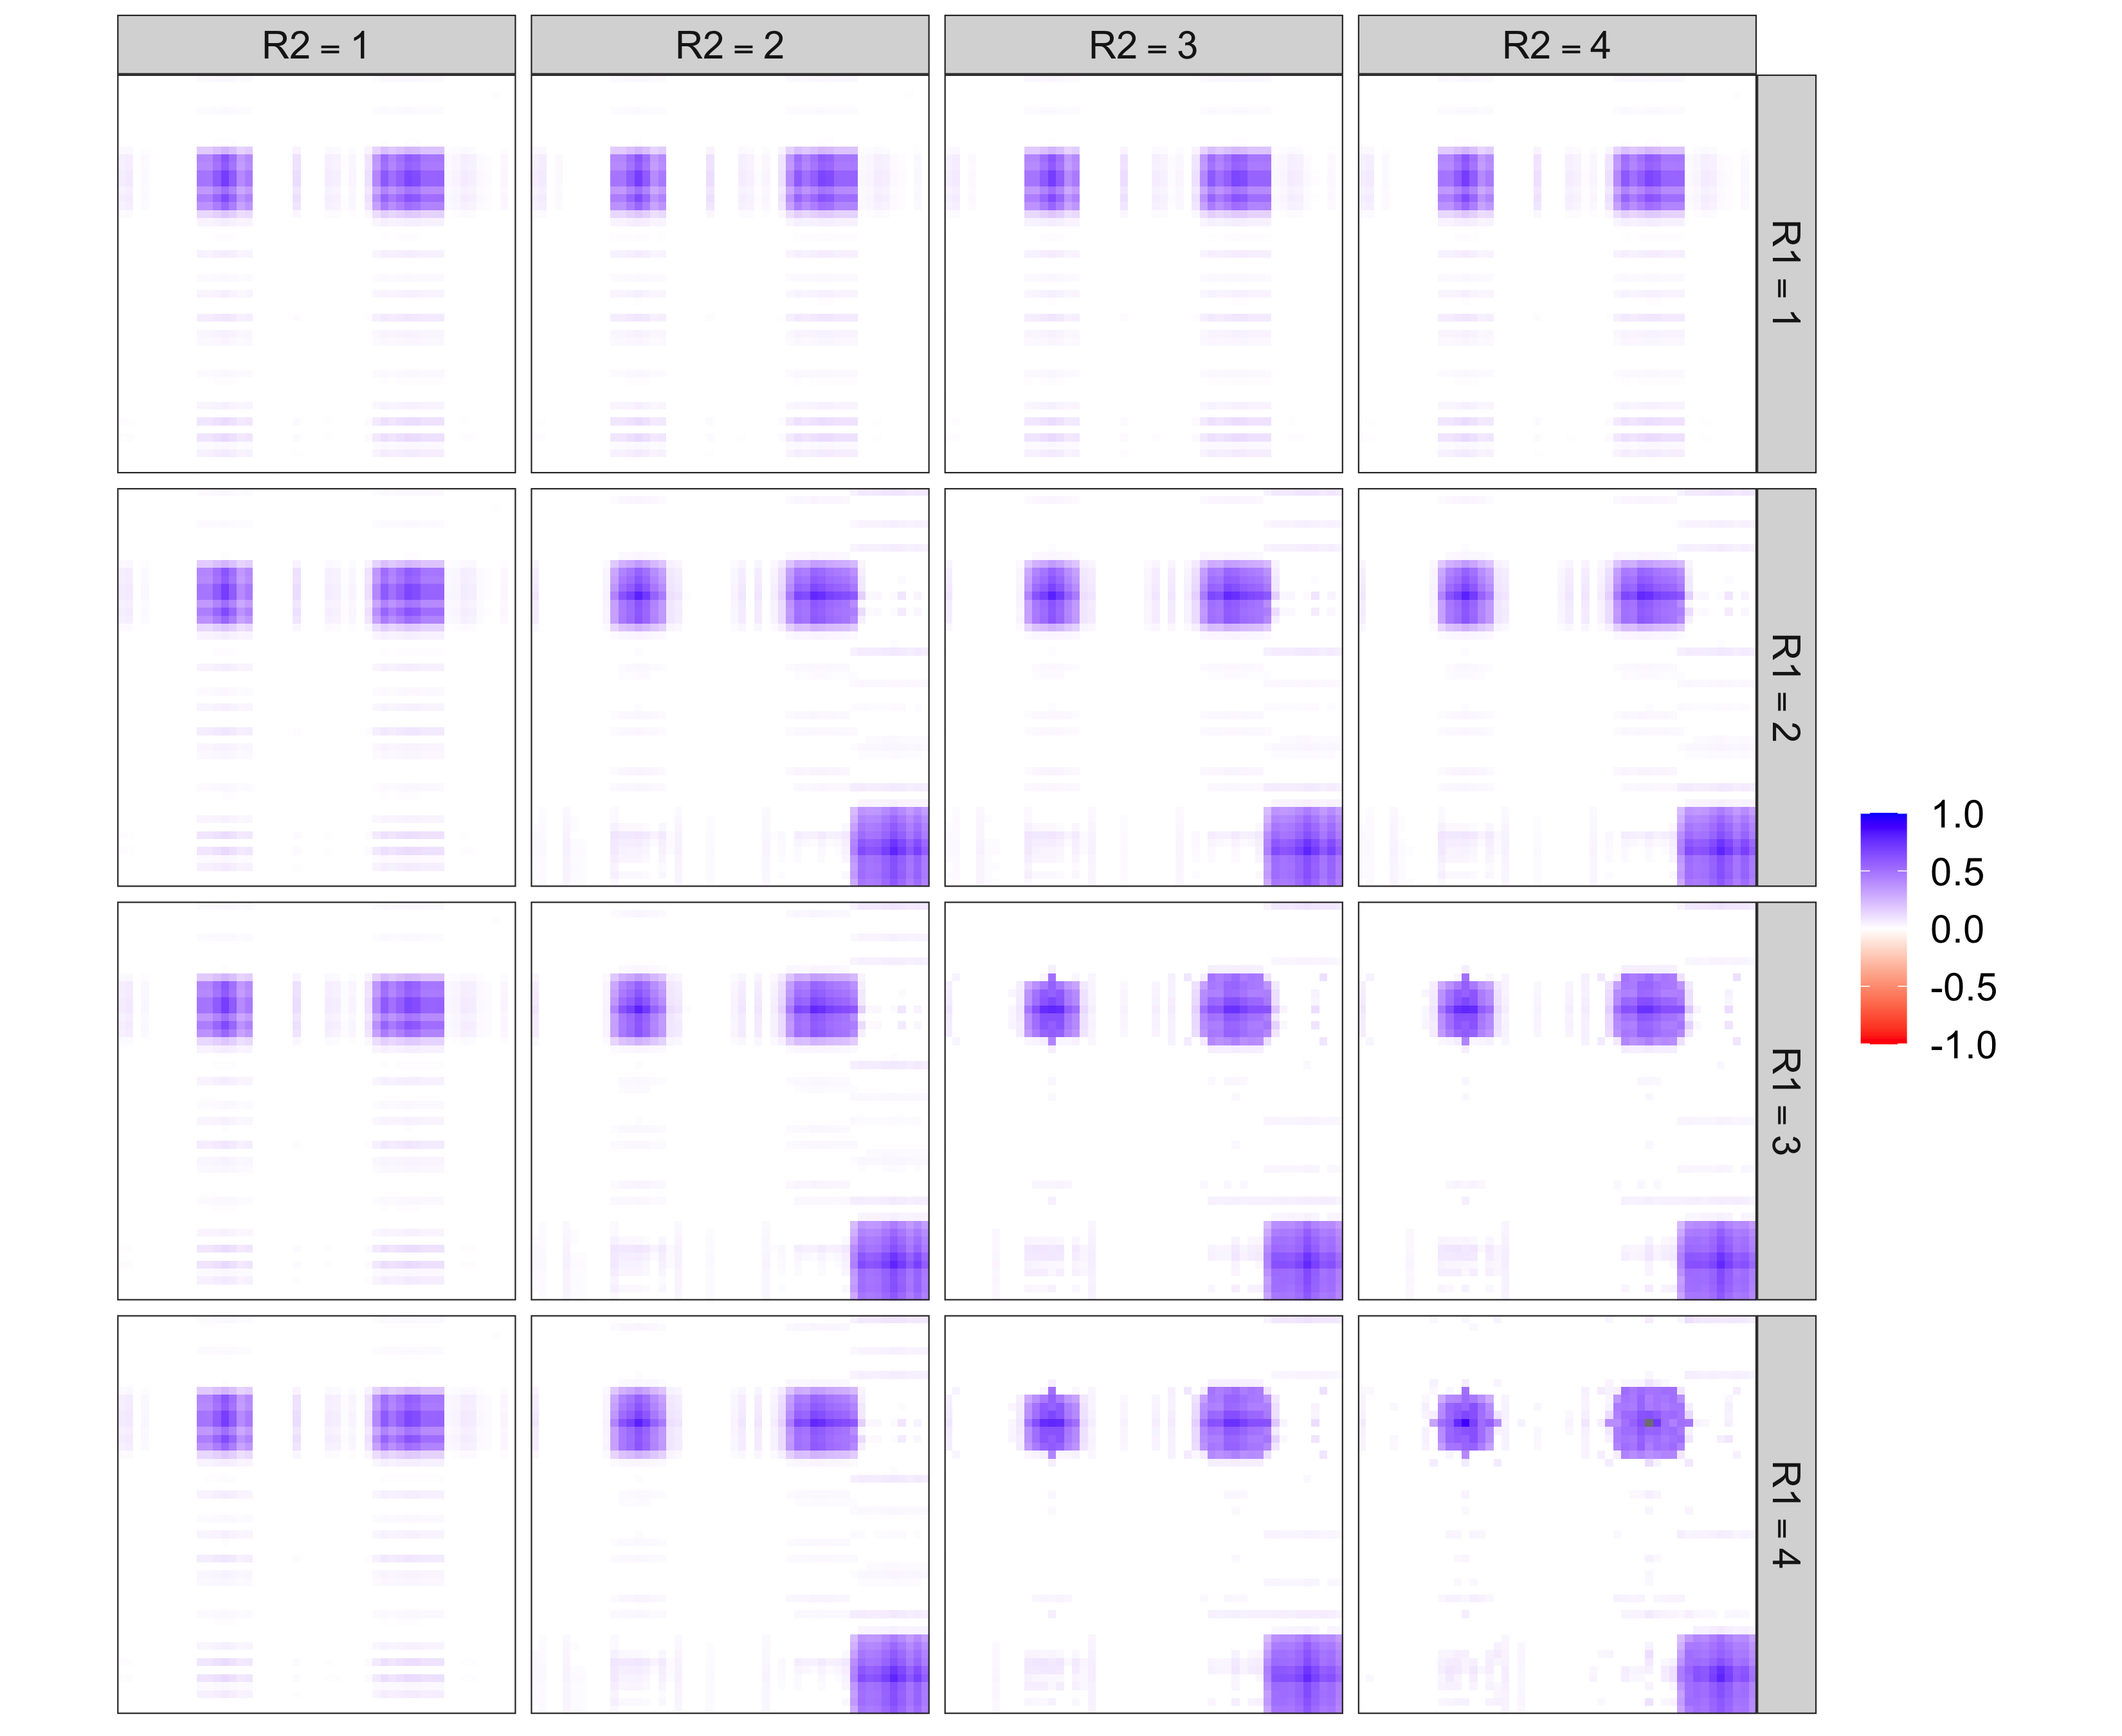 R2 = 1
R2 = 2
R2 = 3
R2 = 4
R1 = 1
R1 = 2
R1 = 3
R1 = 4
1.0
0.5
0.0
-0.5
-1.0